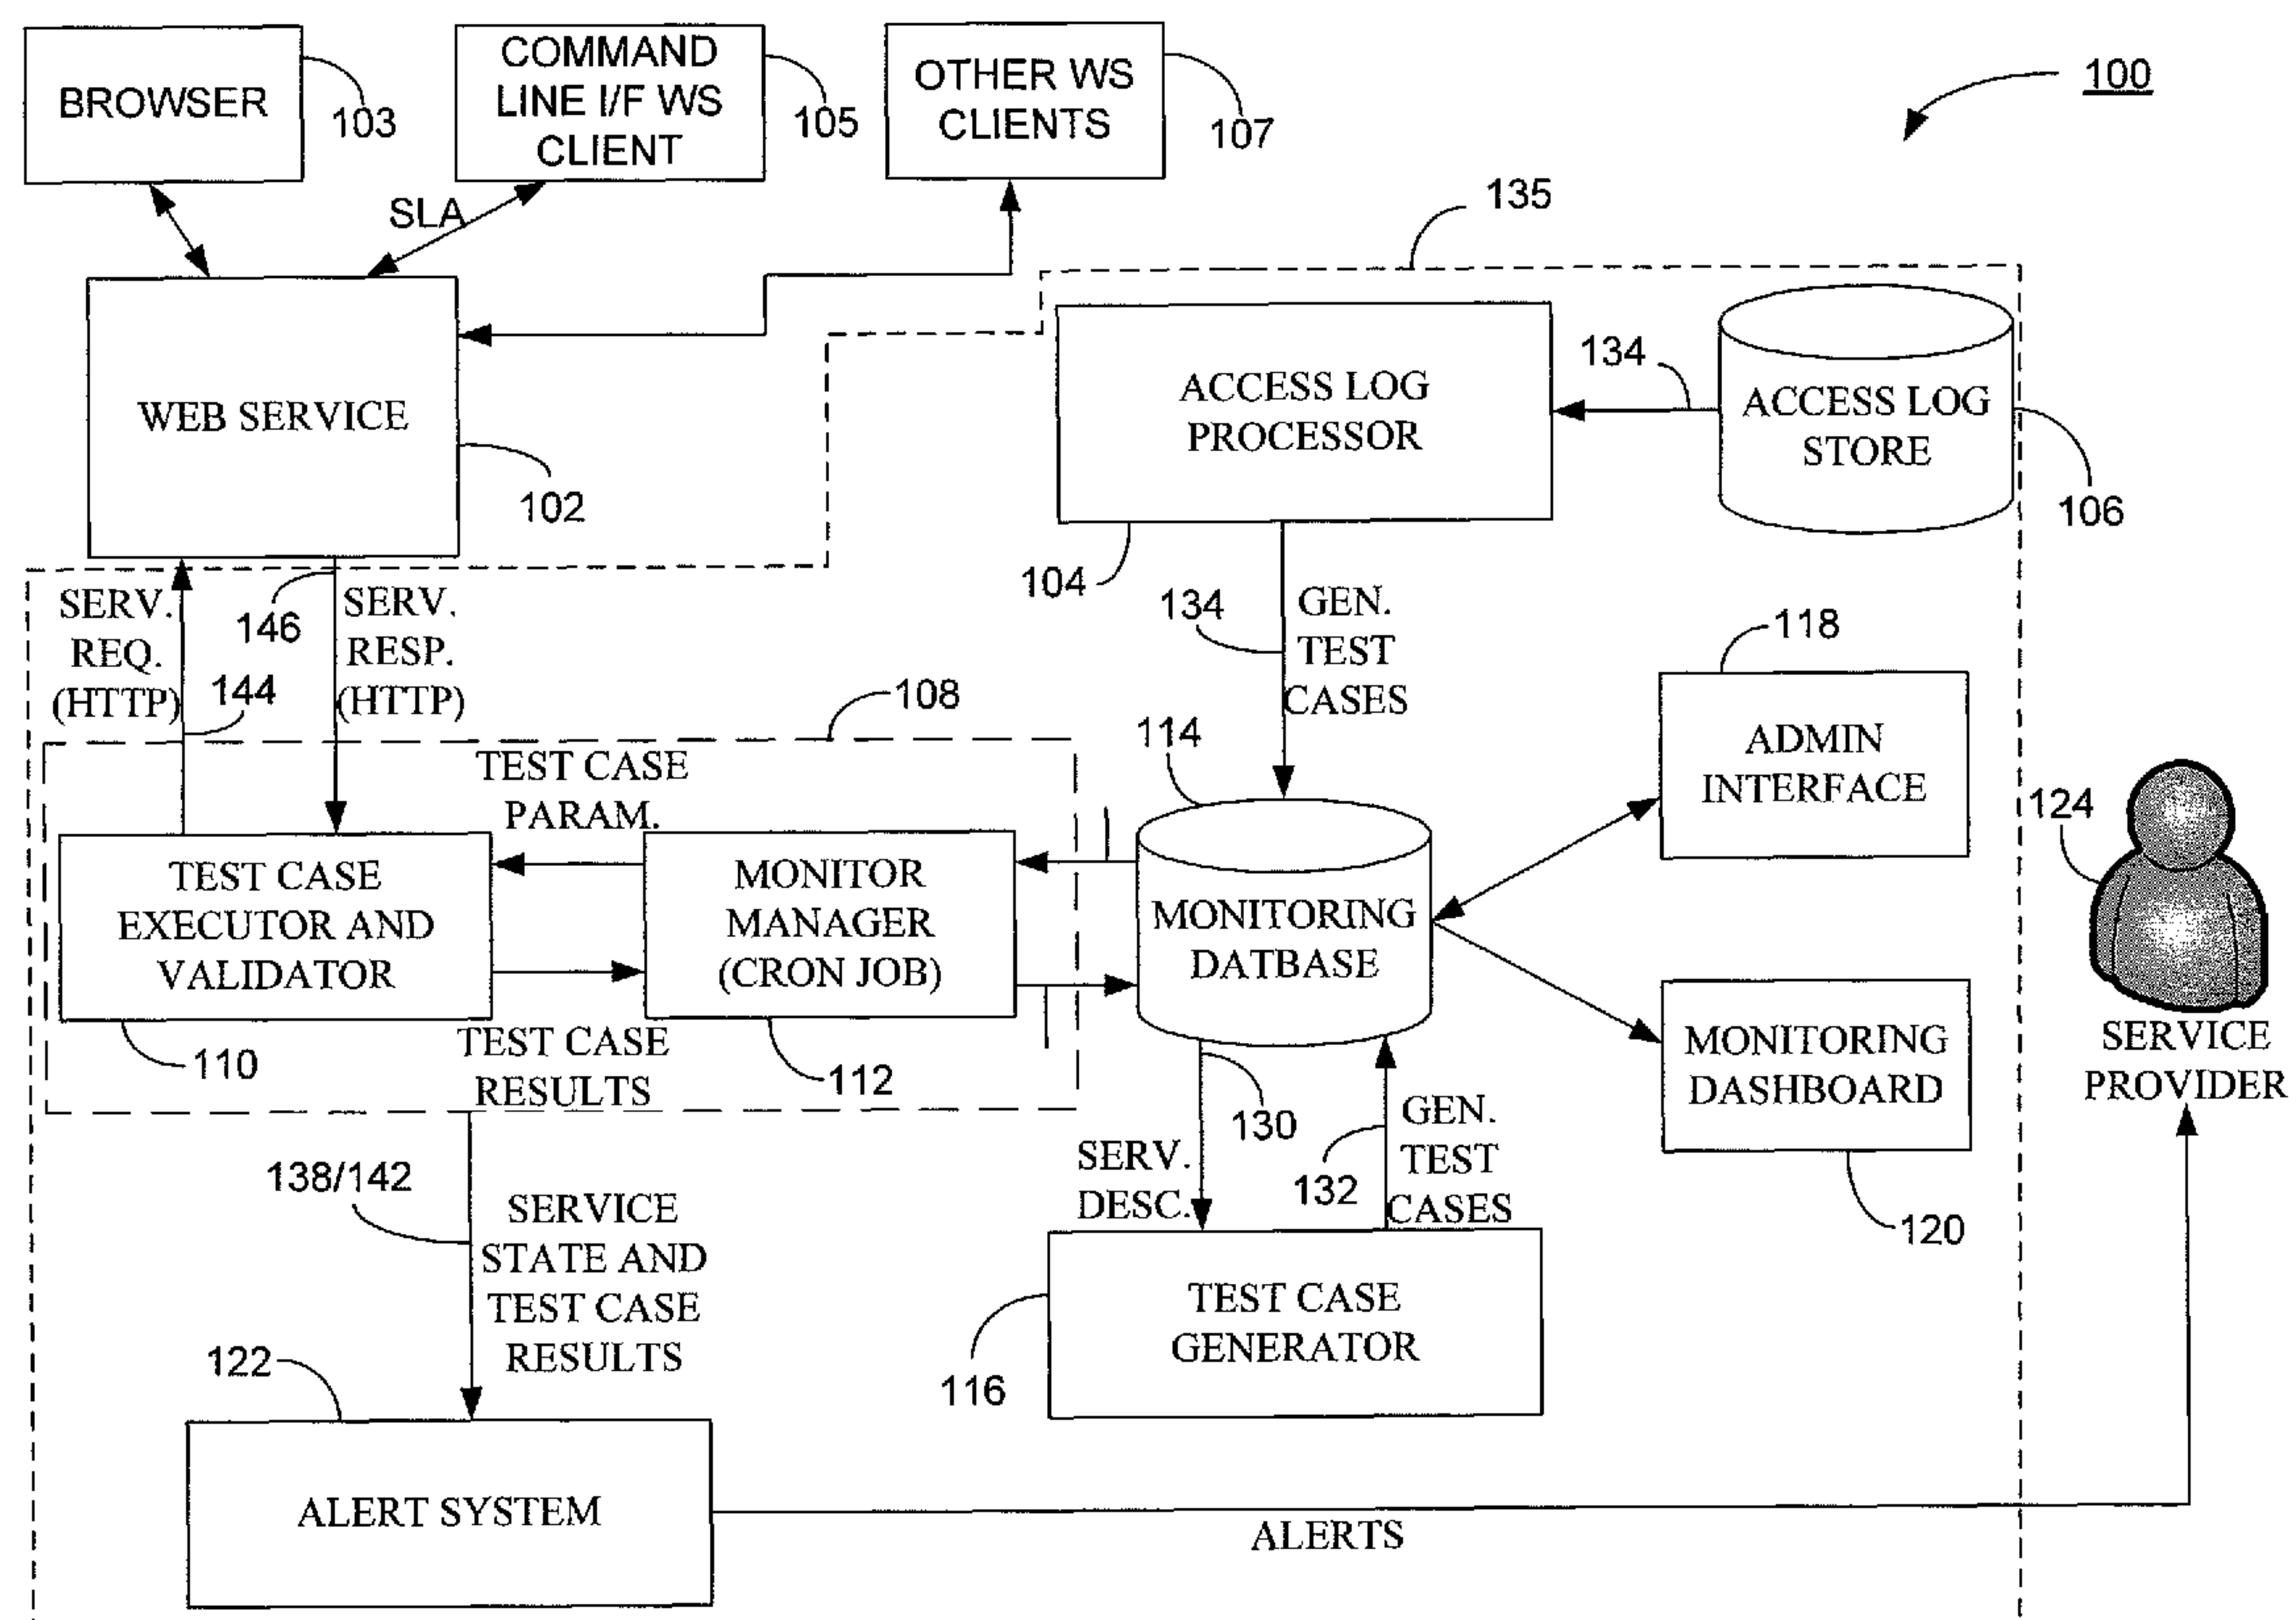 BROWSER
103
COMMAND
LINE I/F WS
CLIENT
105
OTHER WS
CLIENTS
107
100
SLA
135
WEB SERVICE
102
ACCESS LOG
PROCESSOR
104
134
ACCESS LOG
STORE
106
SERV.
REQ.
(HTTP)
144
146
SERV.
RESP.
(HTTP)
134
GEN.
TEST
CASES
108
TEST CASE
PARAM.
114
118
ADMIN
INTERFACE
124
TEST CASE
EXECUTOR AND
VALIDATOR
110
MONITOR
MANAGER
(CRON JOB)
112
TEST CASE
RESULTS
MONITORING
DATBASE
MONITORING
DASHBOARD
120
SERVICE
PROVIDER
130
SERV.
DESC.
132
GEN.
TEST
CASES
138/142
SERVICE
STATE AND
TEST CASE
RESULTS
TEST CASE
GENERATOR
116
122
ALERT SYSTEM
ALERTS